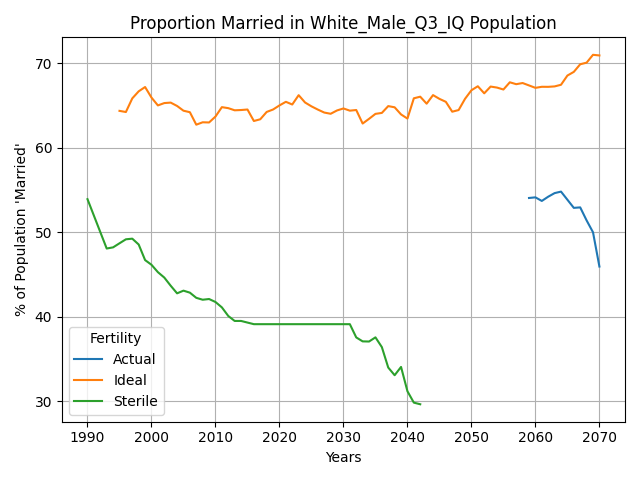 Proportion Married in White_Male_Q3_IQ Population
% of Population 'Married'
70
60
50
40
30
Fertility
Actual
Ideal
Sterile
1990 2000 2010 2020 2030 2040 2050 2060 2070
Years